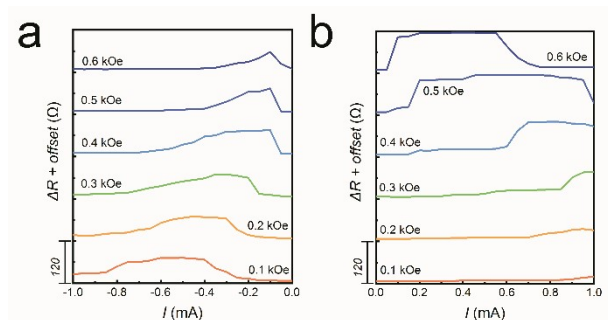 a
b
ΔR + offset (Ω)
0.6 kOe
0.5 kOe
0.4 kOe
0.3 kOe
0.2 kOe
0.1 kOe
120
-1.0 -0.8 -0.6 -0.4 -0.2 0.0
I (mA)
ΔR + offset (Ω)
0.6 kOe
0.5 kOe
0.4 kOe
0.3 kOe
0.2 kOe
0.1 kOe
120
0.0 0.2 0.4 0.6 0.8 1.0
I (mA)